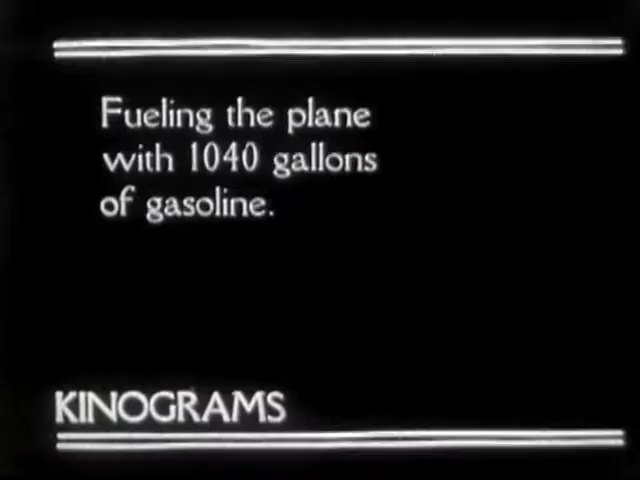 Fueling the plane
with 1040 gallons
of gasoline.
KINOGRAMS